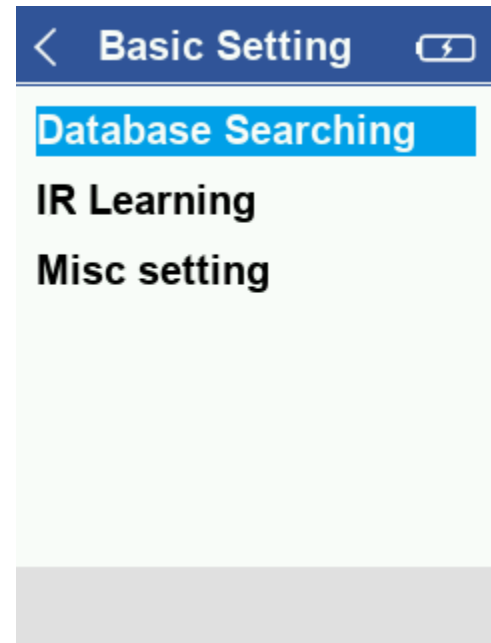 Basic Setting
Database Searching
IR Learning
Misc setting